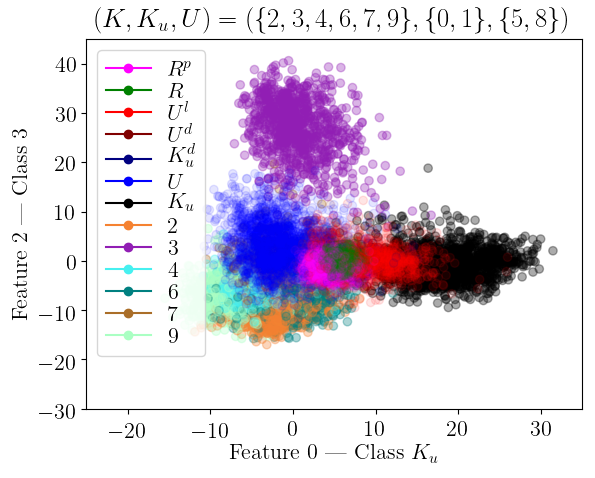 (K, K_u, U) = ({2, 3, 4, 6, 7, 9}, {0, 1}, {5, 8})
Feature 2 — Class 3
40
30
20
10
0
−10
−20
−30
R^p
R
U^l
U^d
K_u^d
U
K_u
2
3
4
6
7
9
−20 −10 0 10 20 30
Feature 0 — Class K_u